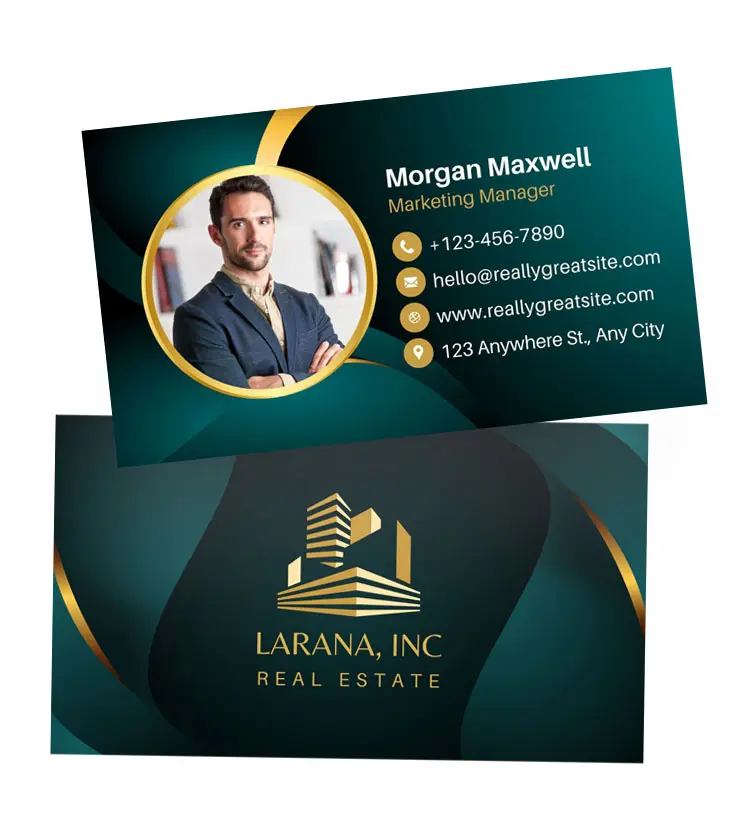 Morgan Maxwell
Marketing Manager
+123-456-7890
hello@reallygreatsite.com
www.reallygreatsite.com
123 Anywhere St., Any City
LARANA, INC
REAL ESTATE